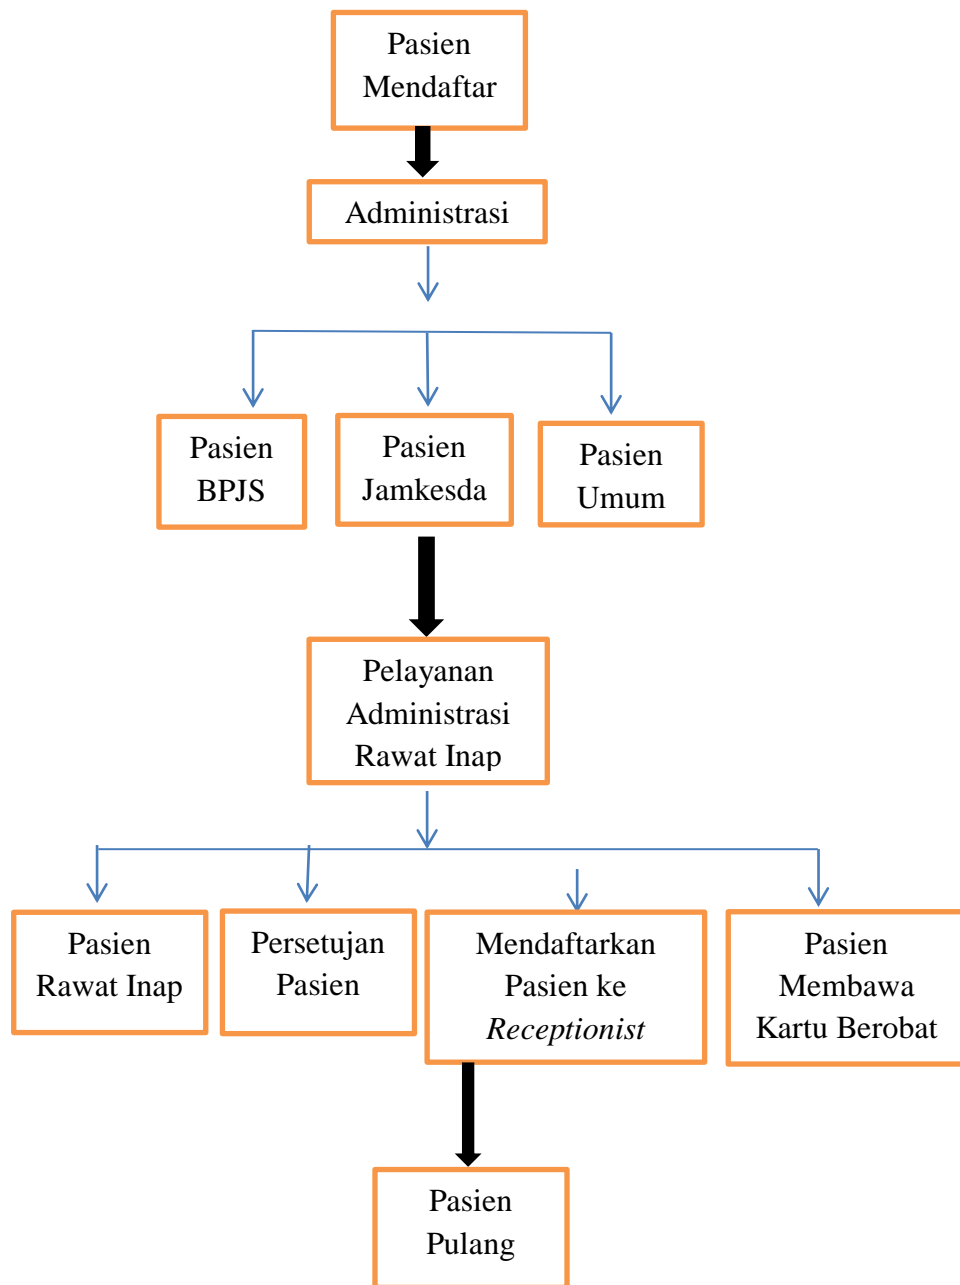 Pasien
Mendaftar
Administrasi
Pasien
BPJS
Pasien
Jamkesda
Pasien
Umum
Pelayanan
Administrasi
Rawat Inap
Pasien
Rawat Inap
Persetujan
Pasien
Mendaftarkan
Pasien ke
Receptionist
Pasien
Membawa
Kartu Berobat
Pasien
Pulang